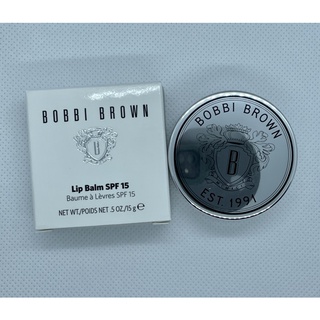 BOBBI BROWN
B
Lip Balm SPF 15
Baume à Lèvres SPF 15
NET WT./POIDS NET .5 OZ./15 g ℮
BOBBI BROWN
B
EST 1991